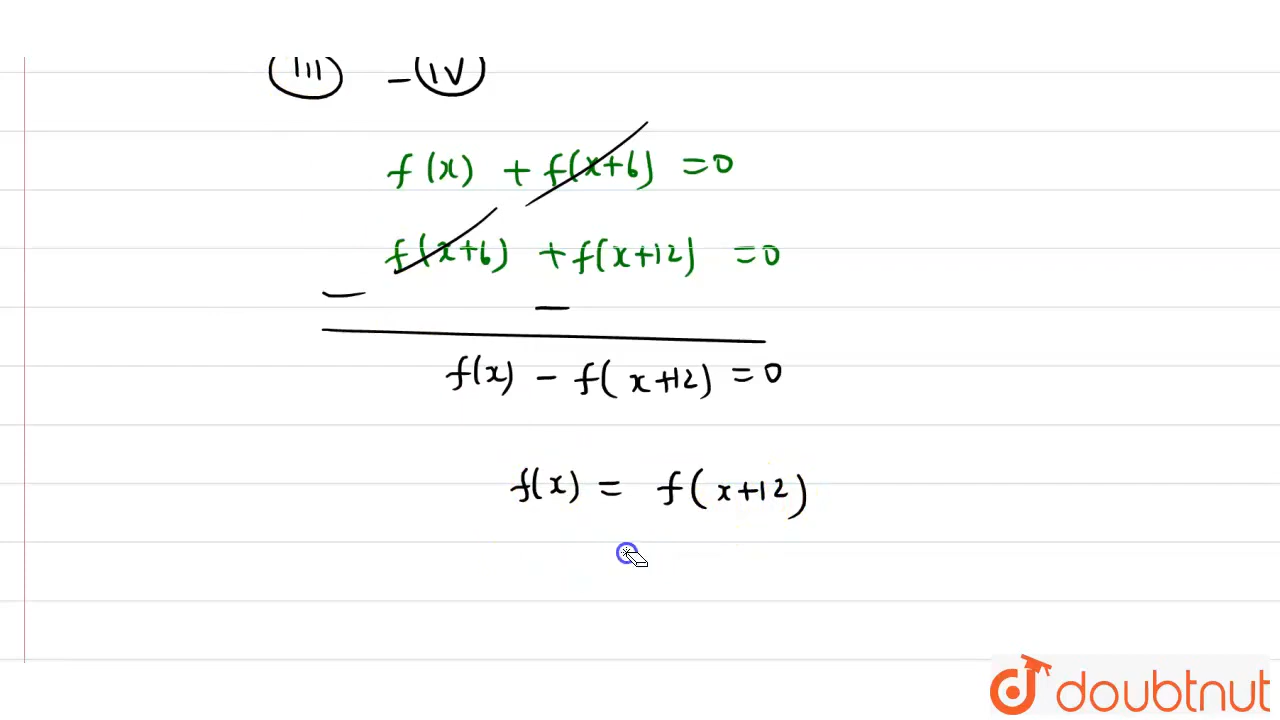 III - IV
f(x) + f(x+6) = 0
f(x+6) + f(x+12) = 0
- -
f(x) - f(x+12) = 0
f(x) = f(x+12)
doubtnut